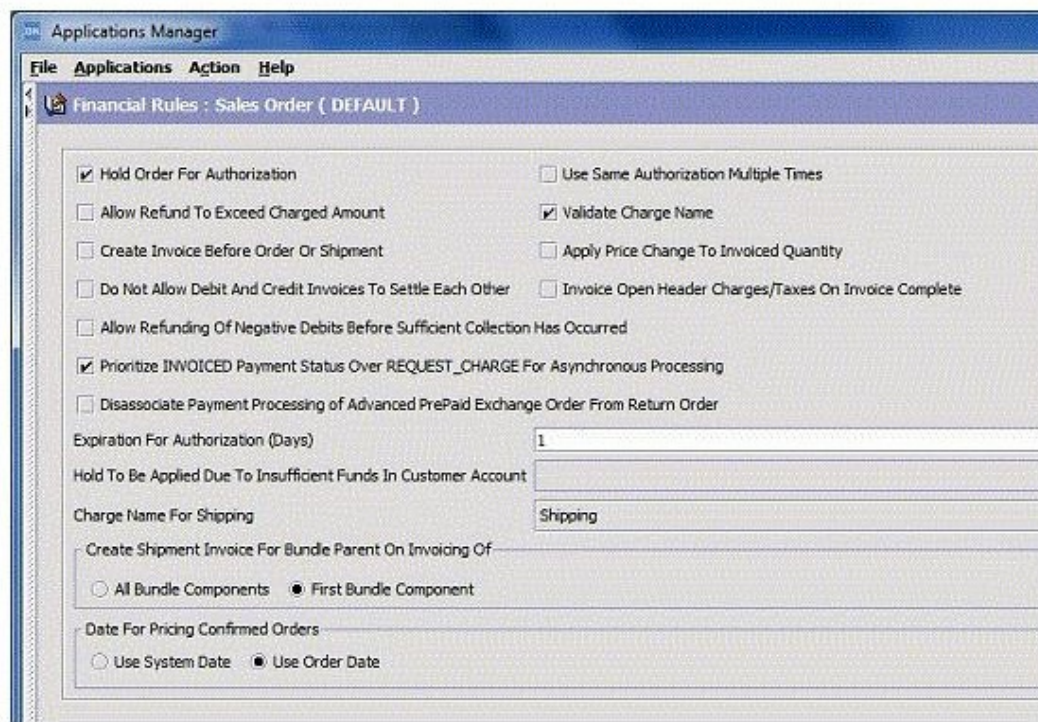 Applications Manager
File Applications Action Help
Financial Rules : Sales Order ( DEFAULT )
Hold Order For Authorization Use Same Authorization Multiple Times
Allow Refund To Exceed Charged Amount Validate Charge Name
Create Invoice Before Order Or Shipment Apply Price Change To Invoiced Quantity
Do Not Allow Debit And Credit Invoices To Settle Each Other Invoice Open Header Charges/Taxes On Invoice Complete
Allow Refunding Of Negative Debits Before Sufficient Collection Has Occurred
Prioritize INVOICED Payment Status Over REQUEST_CHARGE For Asynchronous Processing
Disassociate Payment Processing of Advanced PrePaid Exchange Order From Return Order
Expiration For Authorization (Days) 1
Hold To Be Applied Due To Insufficient Funds In Customer Account
Charge Name For Shipping Shipping
Create Shipment Invoice For Bundle Parent On Invoicing Of
All Bundle Components First Bundle Component
Date For Pricing Confirmed Orders
Use System Date Use Order Date